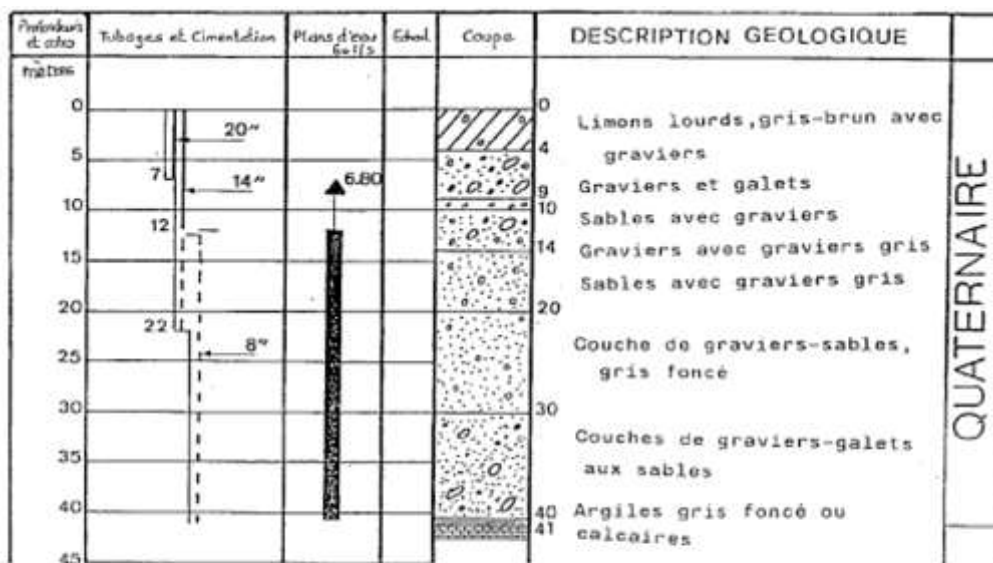 Profondeurs et cotes
Tubages et Cimentation
Plans d'eau
Echant.
Coupe
DESCRIPTION GEOLOGIQUE
mètres
0
5
10
15
20
25
30
35
40
45
20"
7
14"
12
22
8"
6.80
0
4
9
10
14
20
30
40
41
Limons lourds,gris-brun avec
graviers
Graviers et galets
Sables avec graviers
Graviers avec graviers gris
Sables avec graviers gris
Couche de graviers-sables,
gris foncé
Couches de graviers-galets
aux sables
Argiles gris foncé ou
calcaires
QUATERNAIRE